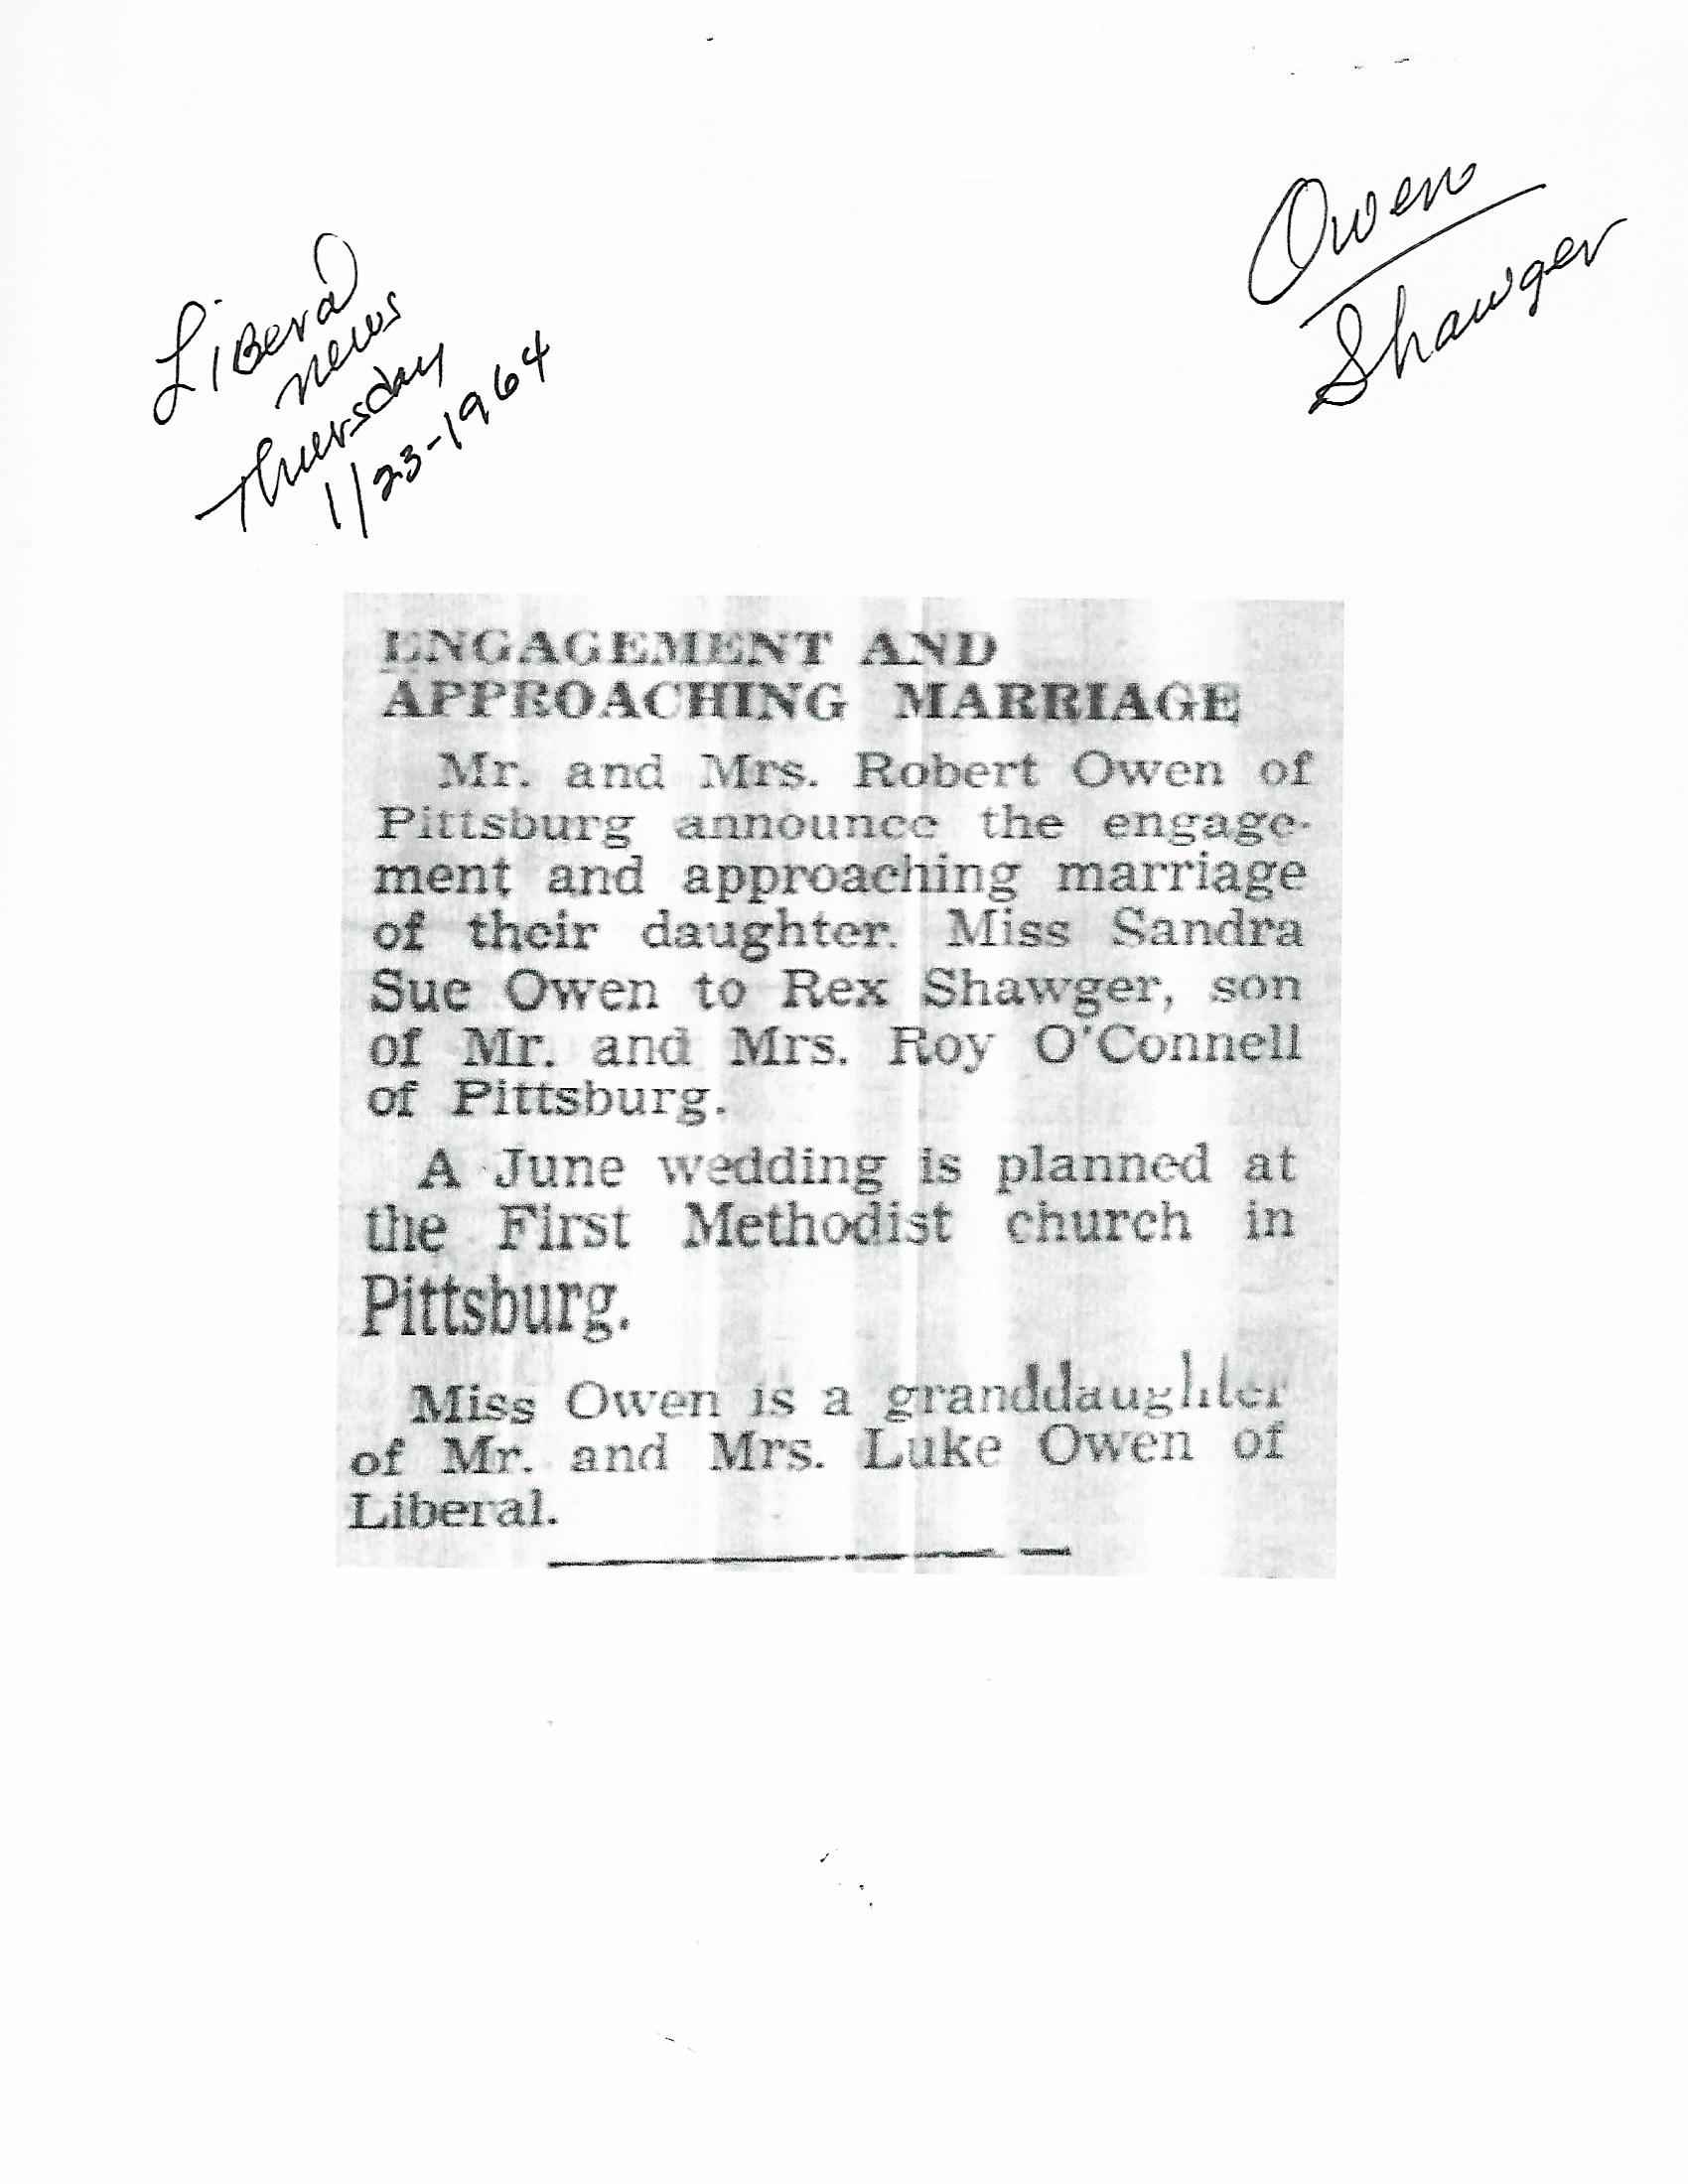 Liberal
news
Thursday
1/23-1964
Owen
Shawger
ENGAGEMENT AND
APPROACHING MARRIAGE
Mr. and Mrs. Robert Owen of
Pittsburg announce the engage-
ment and approaching marriage
of their daughter. Miss Sandra
Sue Owen to Rex Shawger, son
of Mr. and Mrs. Roy O'Connell
of Pittsburg.
A June wedding is planned at
the First Methodist church in
Pittsburg.
Miss Owen is a granddaughter
of Mr. and Mrs. Luke Owen of
Liberal.